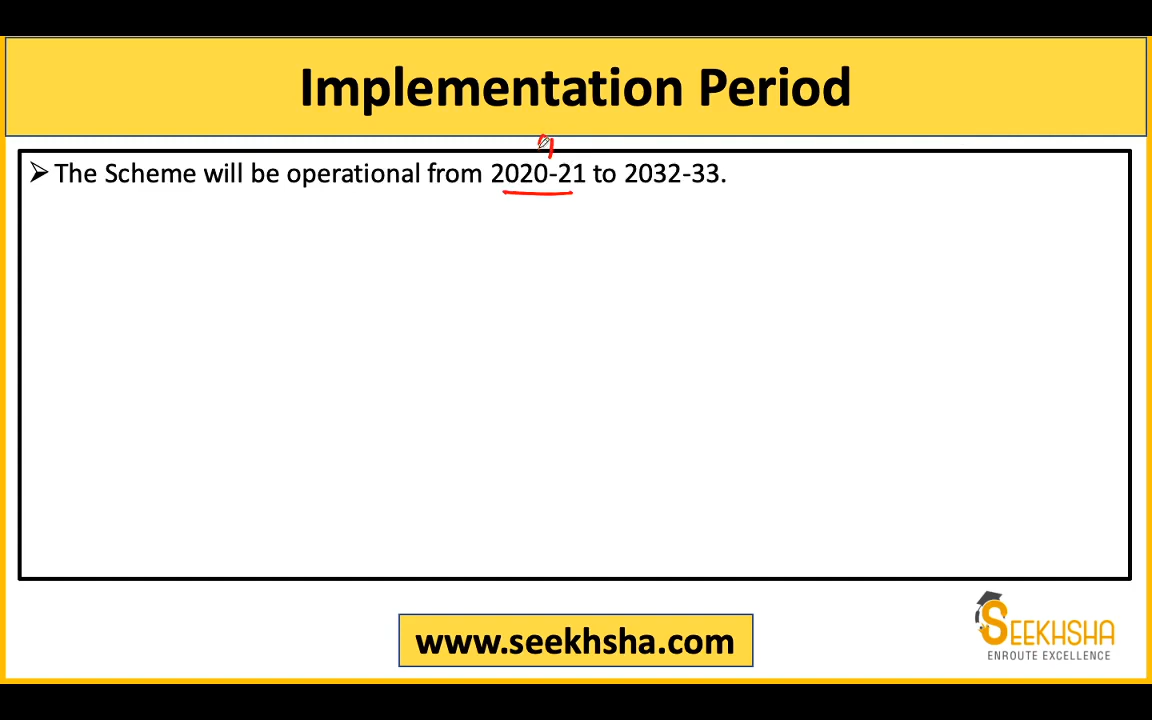 Implementation Period
➢ The Scheme will be operational from 2020-21 to 2032-33.
www.seekhsha.com
SEEKHSHA
ENROUTE EXCELLENCE